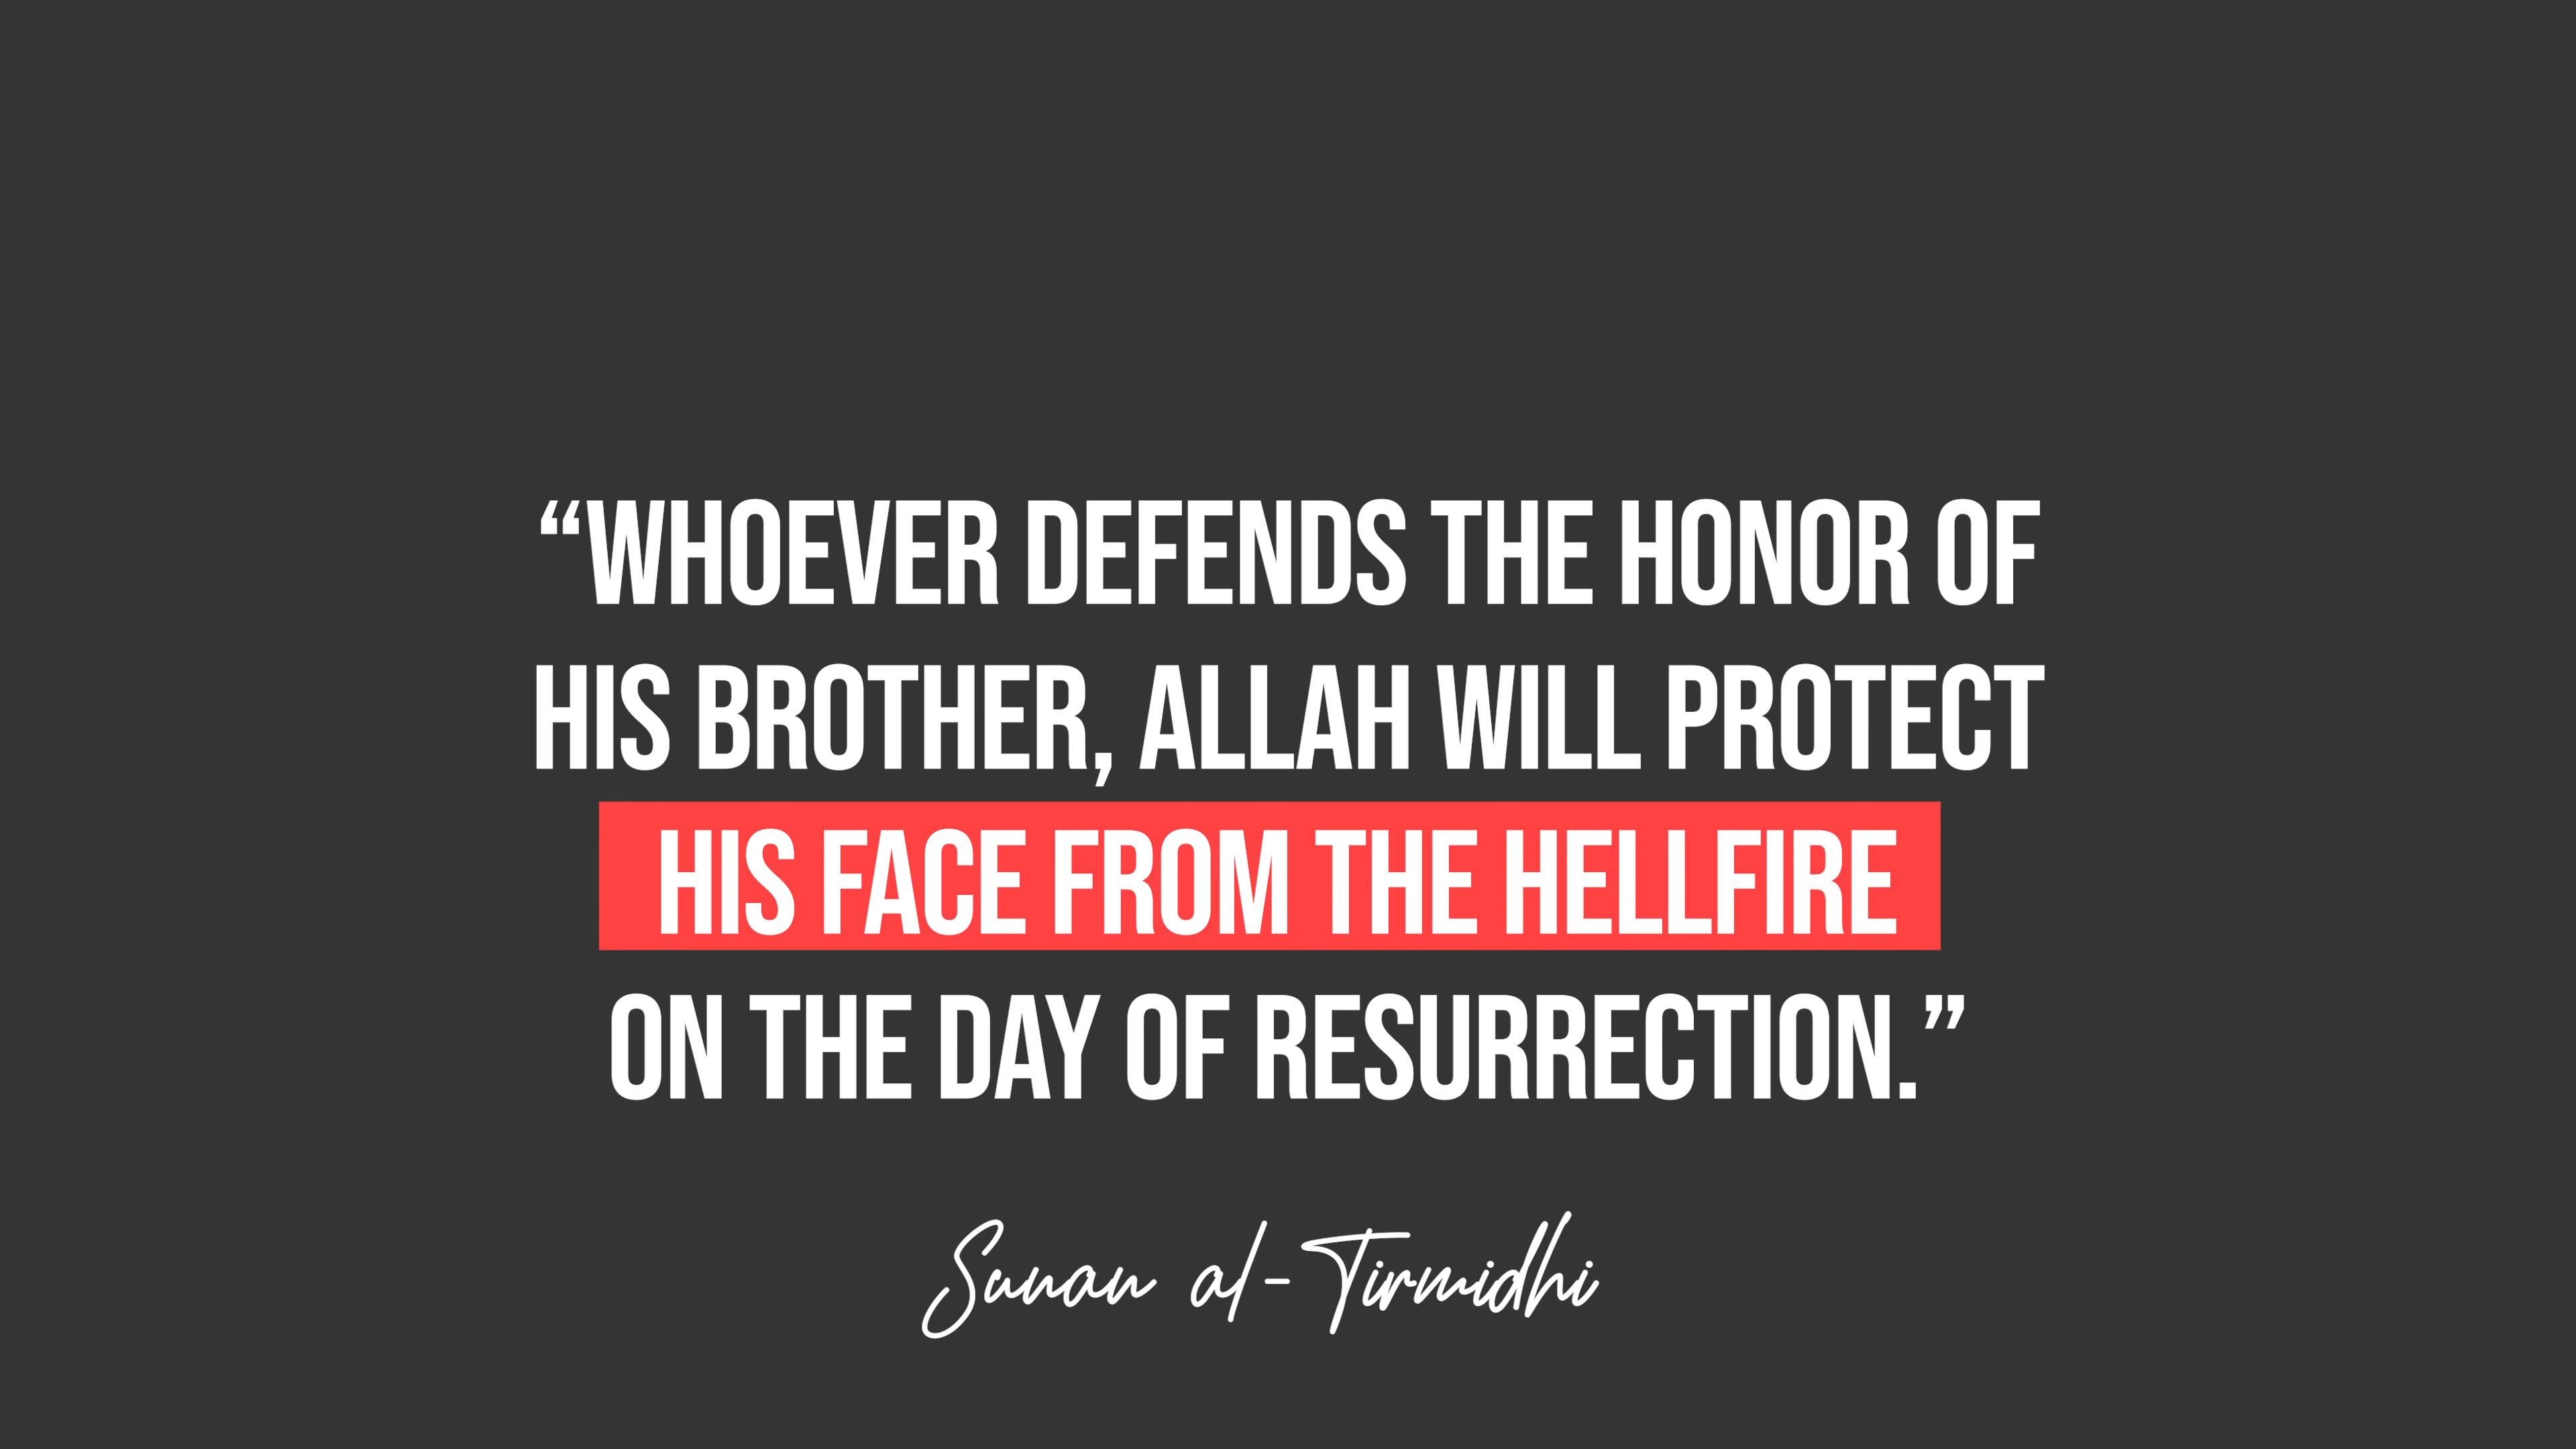 “WHOEVER DEFENDS THE HONOR OF
HIS BROTHER, ALLAH WILL PROTECT
HIS FACE FROM THE HELLFIRE
ON THE DAY OF RESURRECTION.”
Sunan al-Tirmidhi